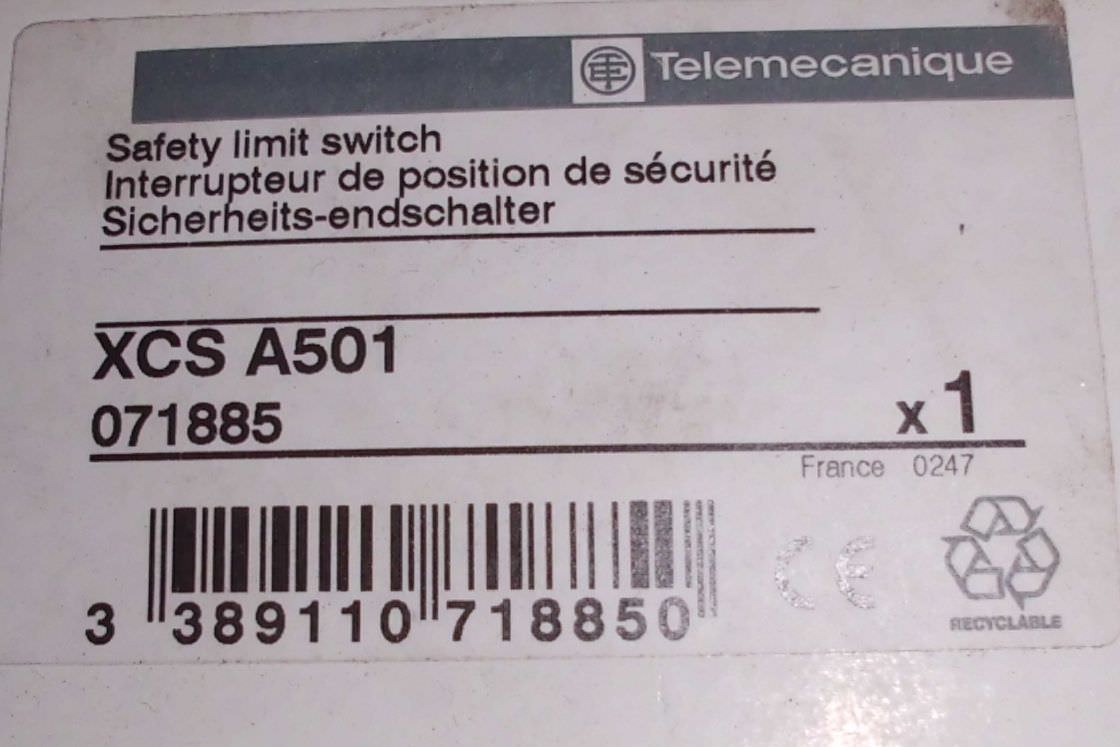 Telemecanique
Safety limit switch
Interrupteur de position de sécurité
Sicherheits-endschalter
XCS A501
071885
x 1
France 0247
3 389110 718850
CE
RECYCLABLE